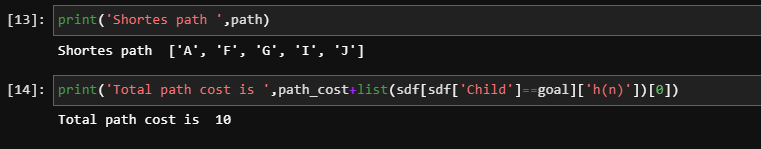 [13]: print('Shortes path ',path)
Shortes path  ['A', 'F', 'G', 'I', 'J']
[14]: print('Total path cost is ',path_cost+list(sdf[sdf['Child']==goal]['h(n)'])[0])
Total path cost is  10